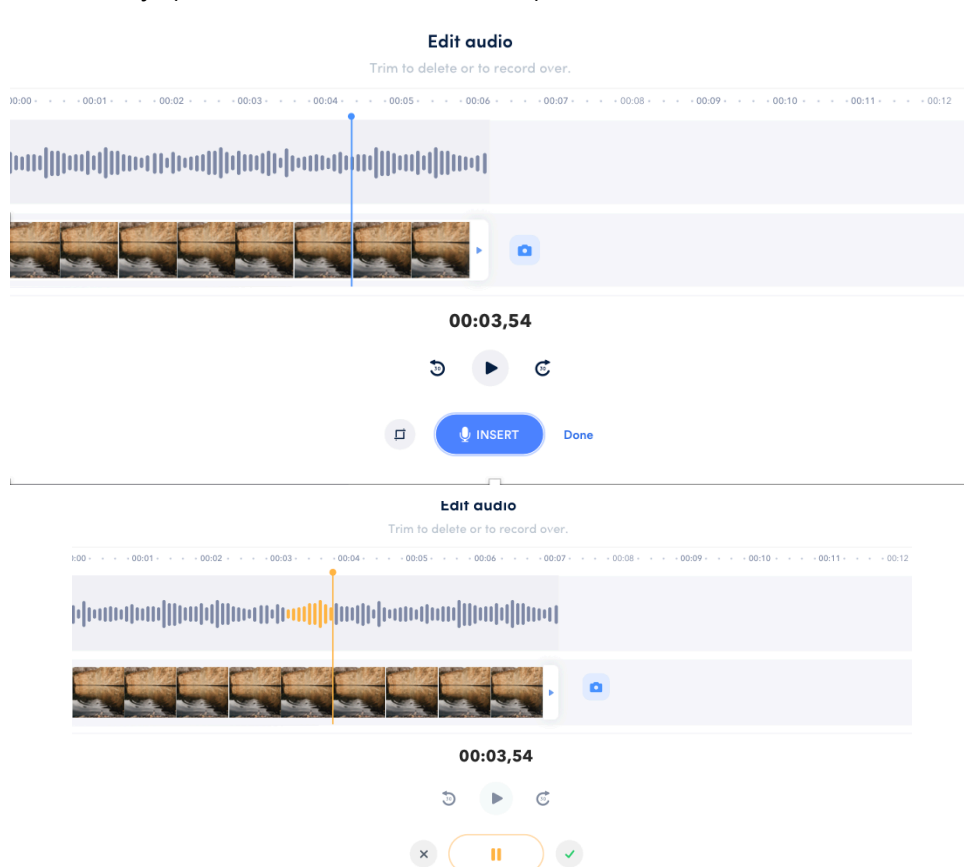 Edit audio
Trim to delete or to record over.
00:00 00:01 00:02 00:03 00:04 00:05 00:06 00:07 00:08 00:09 00:10 00:11 00:12
00:03,54
30 30
INSERT Done
Edit audio
Trim to delete or to record over.
:00 00:01 00:02 00:03 00:04 00:05 00:06 00:07 00:08 00:09 00:10 00:11 00:12
00:03,54